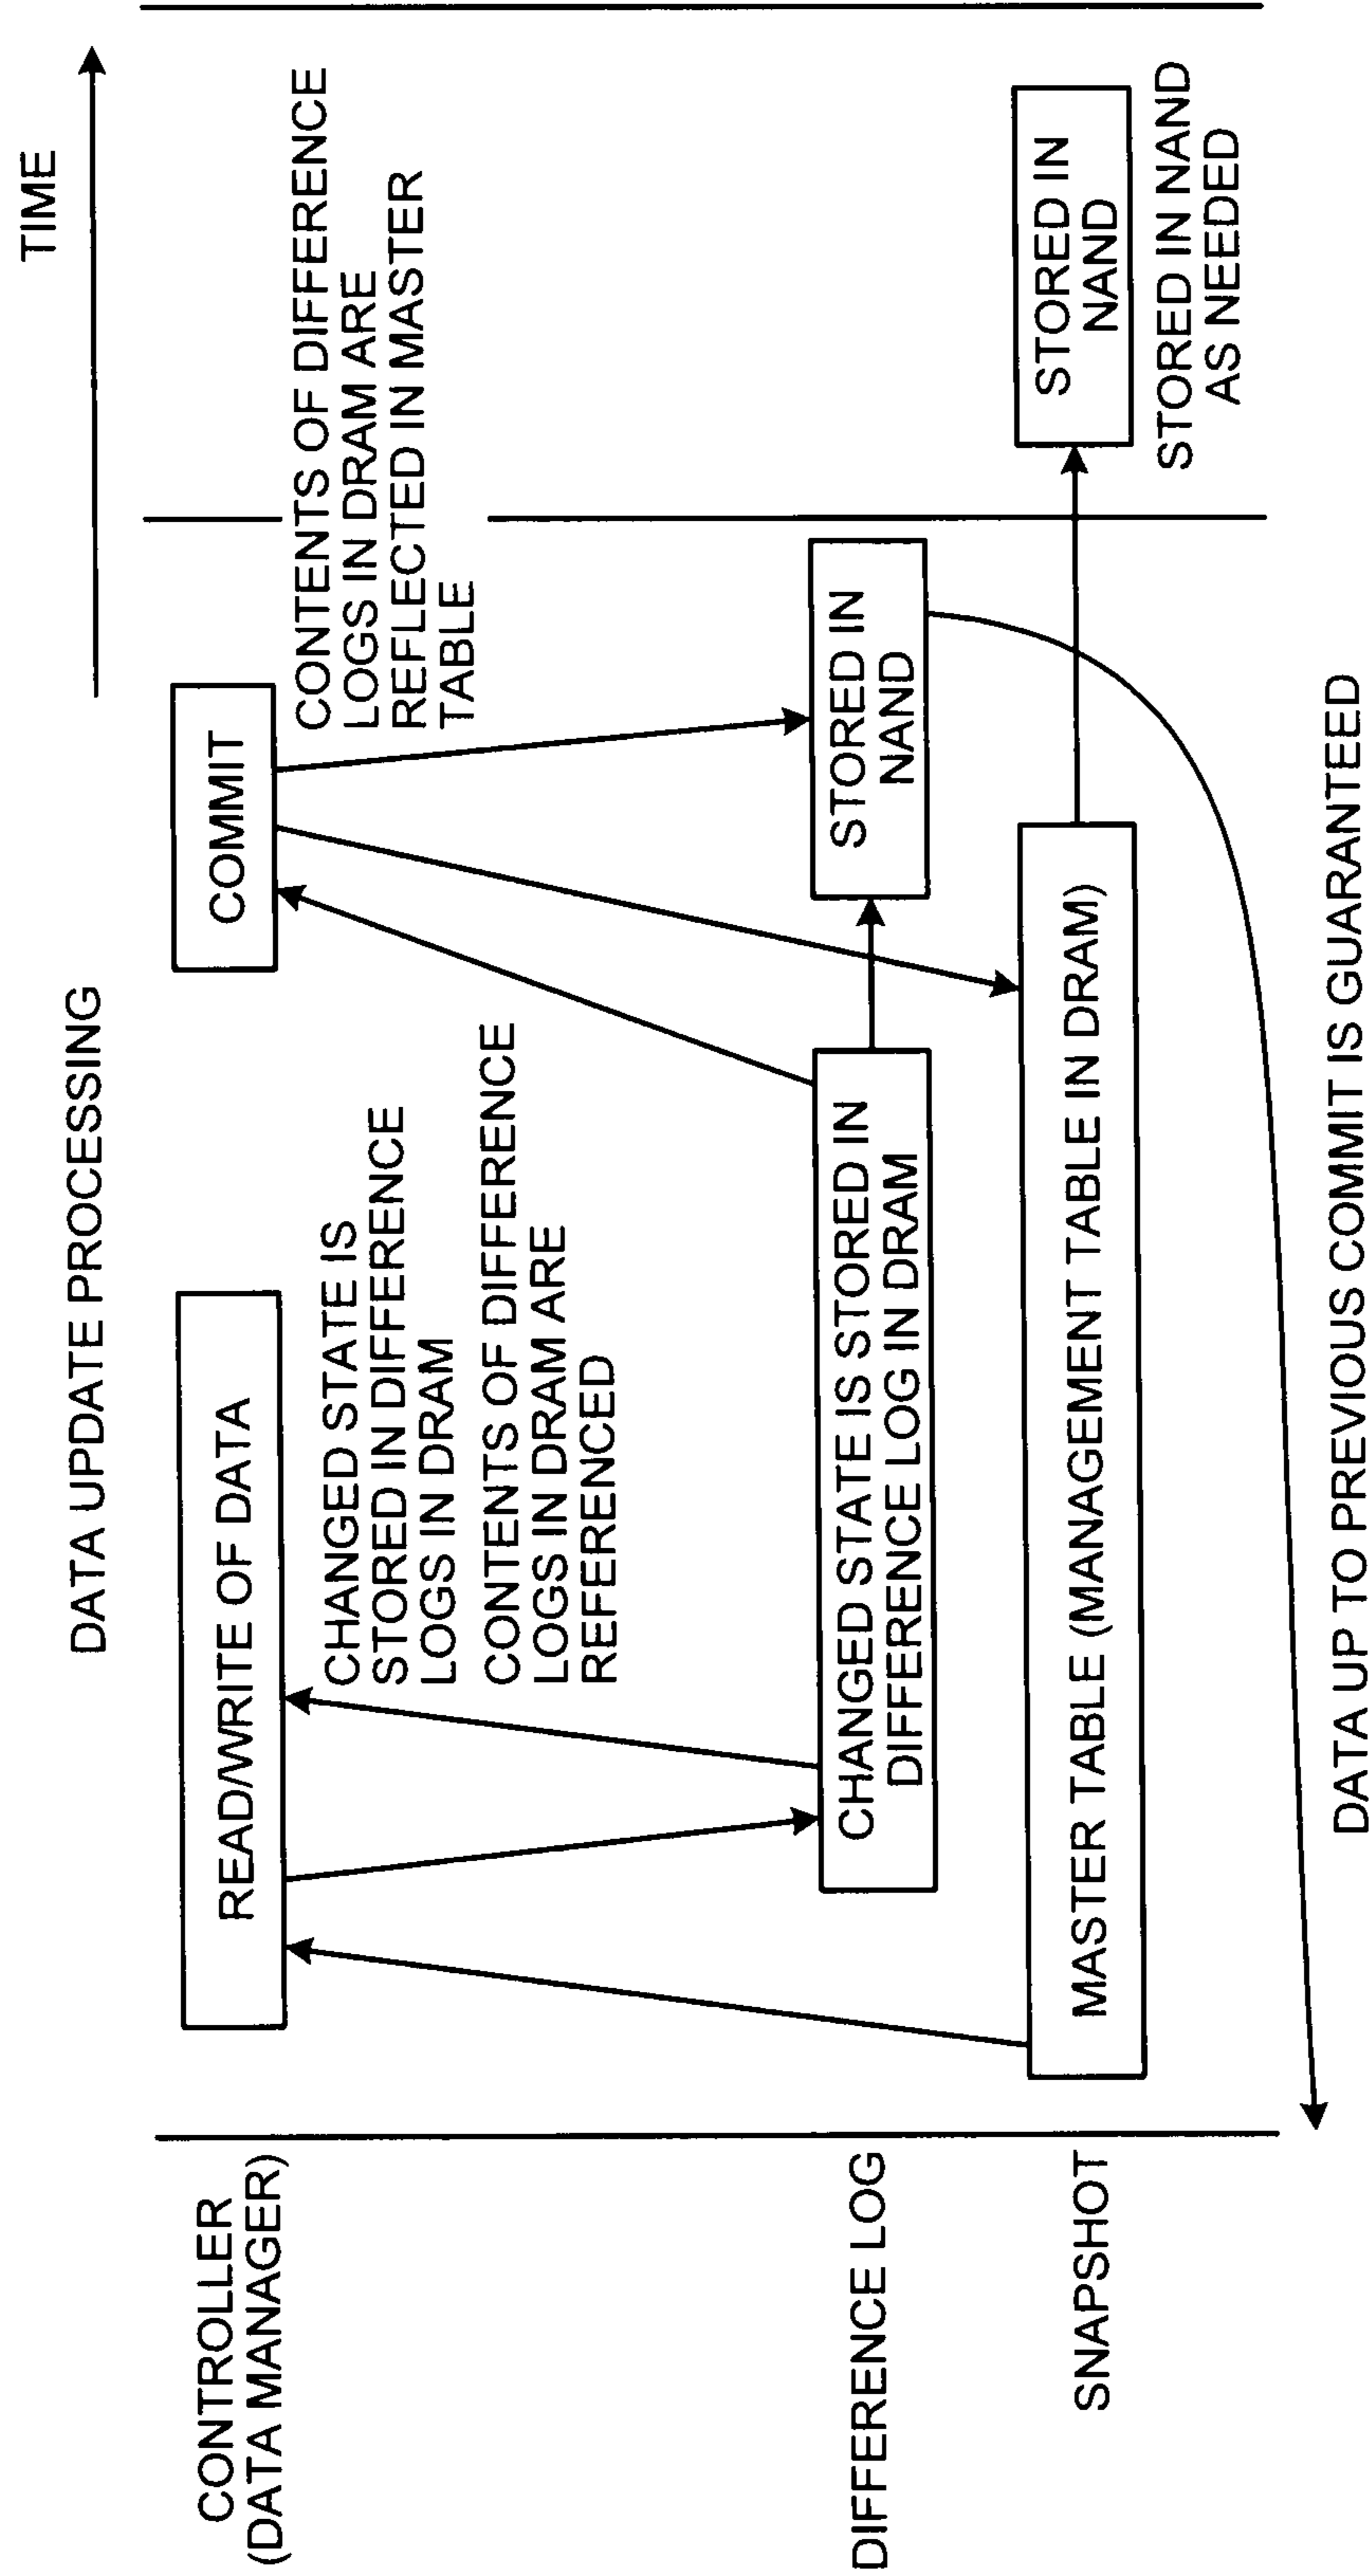 TIME
DATA UPDATE PROCESSING
CONTROLLER
(DATA MANAGER)
READ/WRITE OF DATA
COMMIT
CHANGED STATE IS
STORED IN DIFFERENCE
LOGS IN DRAM
CONTENTS OF DIFFERENCE
LOGS IN DRAM ARE
REFERENCED
CONTENTS OF DIFFERENCE
LOGS IN DRAM ARE
REFLECTED IN MASTER
TABLE
DIFFERENCE LOG
CHANGED STATE IS STORED IN
DIFFERENCE LOG IN DRAM
STORED IN
NAND
SNAPSHOT
MASTER TABLE (MANAGEMENT TABLE IN DRAM)
STORED IN
NAND
STORED IN NAND
AS NEEDED
DATA UP TO PREVIOUS COMMIT IS GUARANTEED